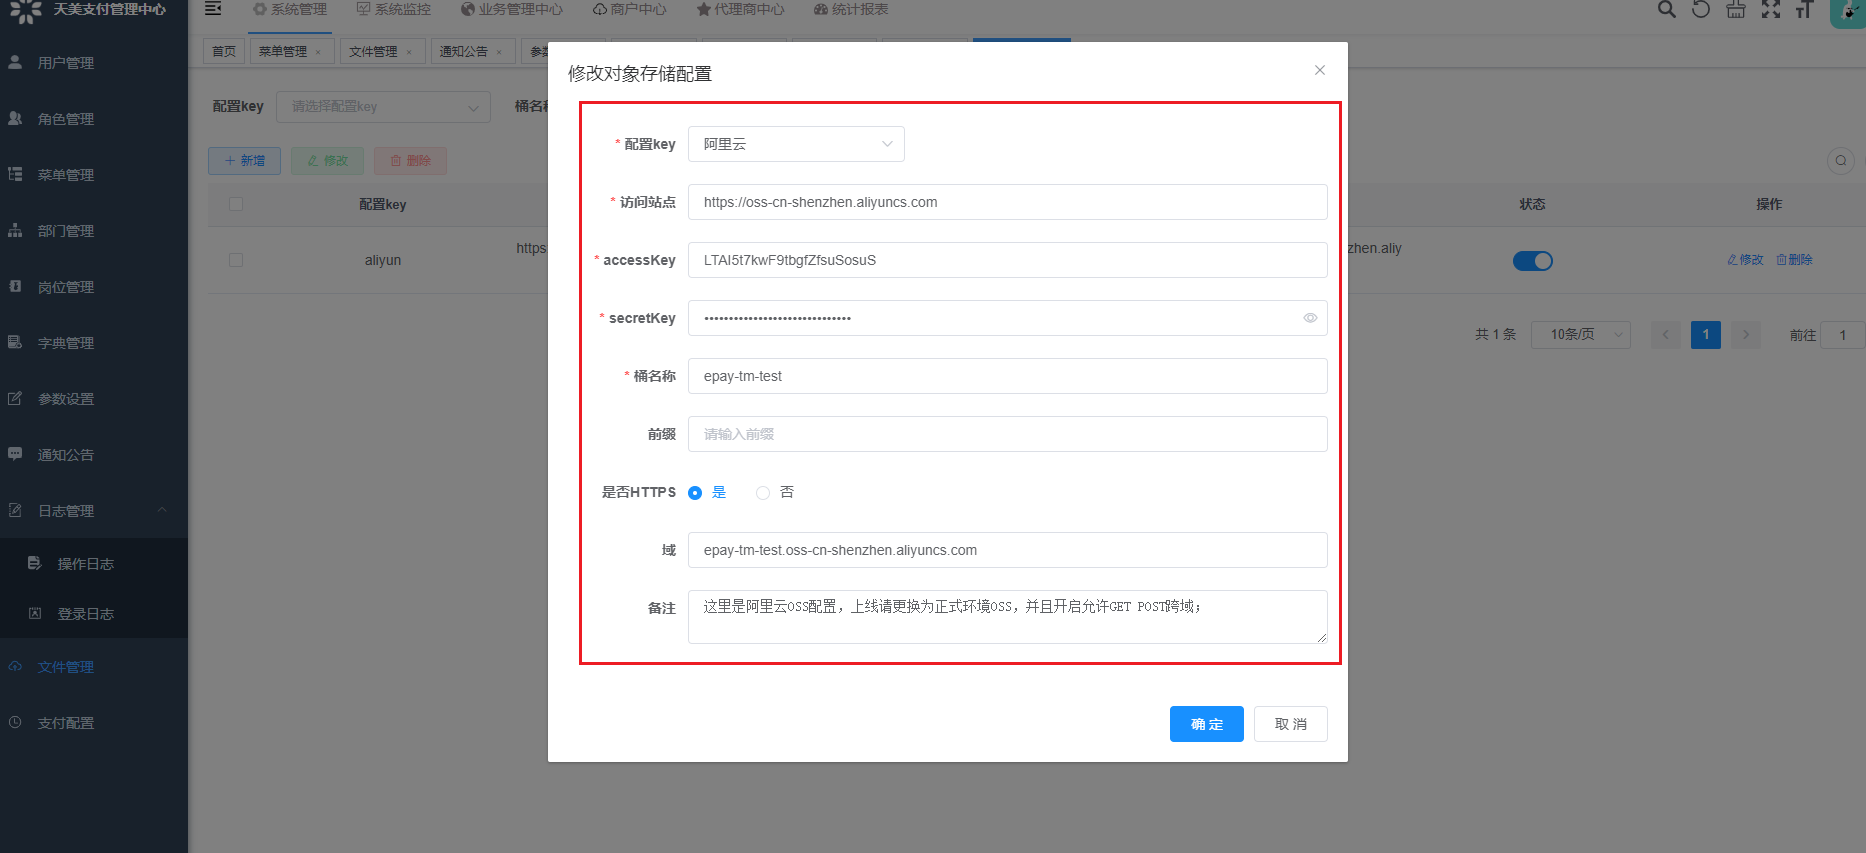 天美支付管理中心
系统管理 系统监控 业务管理中心 商户中心 代理商中心 统计报表
首页 菜单管理 × 文件管理 × 通知公告 ×
用户管理
角色管理
菜单管理
部门管理
岗位管理
字典管理
参数设置
通知公告
日志管理
操作日志
登录日志
文件管理
支付配置
配置key 请选择配置key
+ 新增 修改 删除
配置key 状态 操作
aliyun https zhen.aliy 修改 删除
共 1 条 10条/页 < 1 > 前往 1
修改对象存储配置
* 配置key 阿里云
* 访问站点 https://oss-cn-shenzhen.aliyuncs.com
* accessKey LTAI5t7kwF9tbgfZfsuSosuS
* secretKey ••••••••••••••••••••••••••••••
* 桶名称 epay-tm-test
前缀 请输入前缀
是否HTTPS 是 否
域 epay-tm-test.oss-cn-shenzhen.aliyuncs.com
备注 这里是阿里云OSS配置，上线请更换为正式环境OSS，并且开启允许GET POST跨域；
确 定 取 消